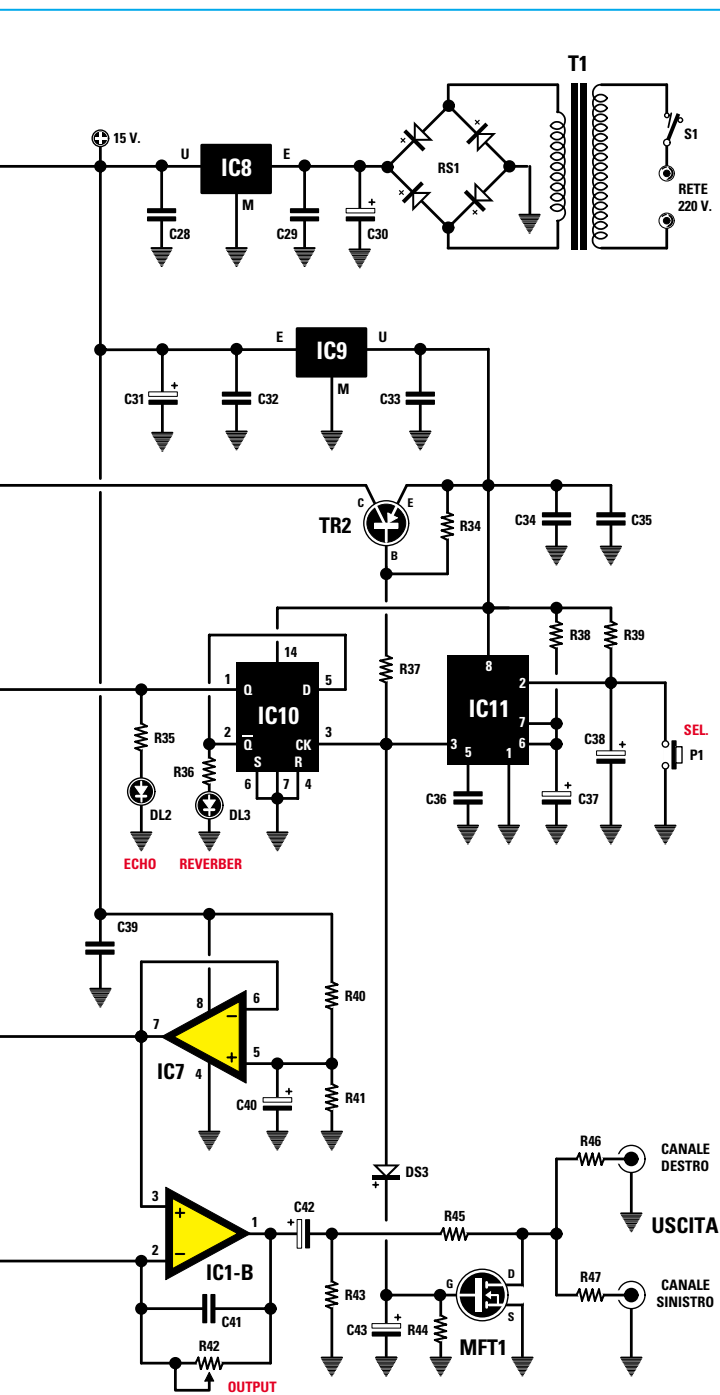 T1
15 V.
S1
U
IC8
E
RS1
RETE
220 V.
M
C28
C29
+
C30
E
IC9
U
C31
+
C32
M
C33
C
E
TR2
R34
C34
C35
B
14
R37
8
R38
R39
1
Q
D
5
2
IC10
IC11
SEL.
2
Q
CK
3
3
7
C38
+
P1
R35
R36
S
R
5
1
6
6
7
4
C36
+
C37
DL2
DL3
ECHO
REVERBER
C39
8
6
R40
7
−
+
5
IC7
4
C40
+
R41
DS3
+
R46
CANALE
DESTRO
3
C42
USCITA
+
1
+
R45
2
−
IC1-B
D
R47
CANALE
SINISTRO
G
C41
R43
+
S
C43
R44
MFT1
R42
OUTPUT